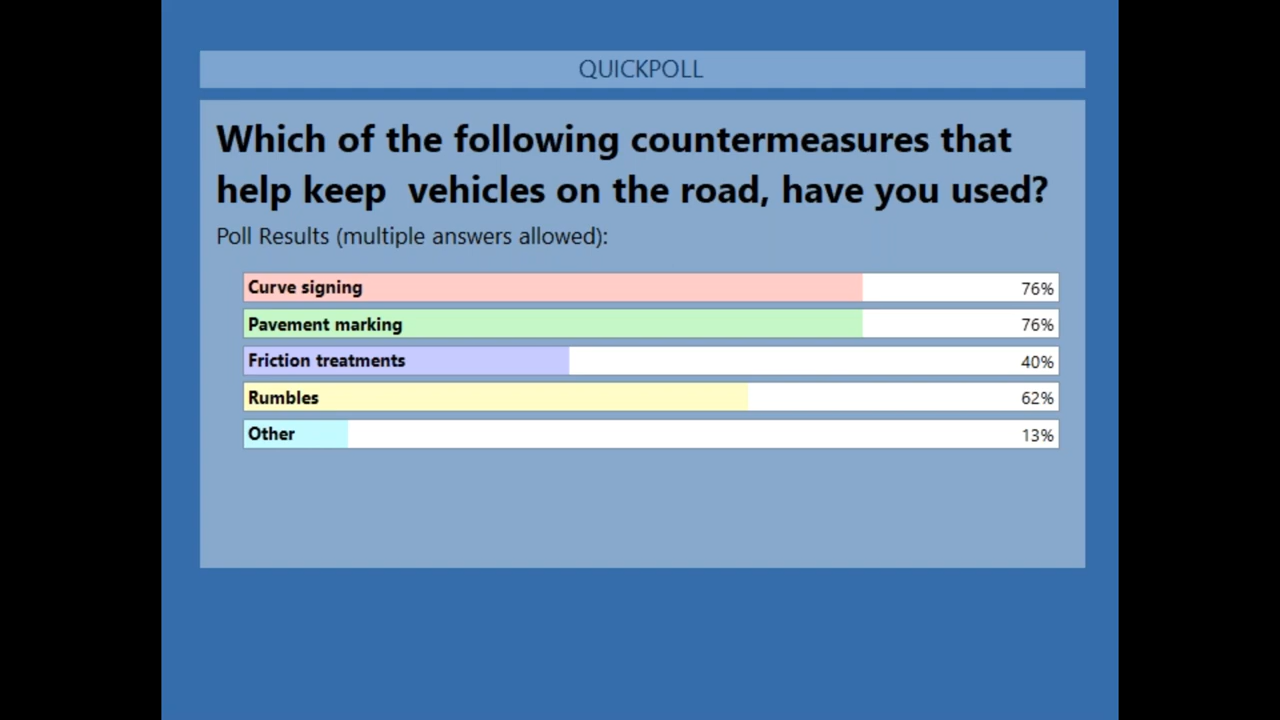 QUICKPOLL
Which of the following countermeasures that
help keep  vehicles on the road, have you used?
Poll Results (multiple answers allowed):
Curve signing 76%
Pavement marking 76%
Friction treatments 40%
Rumbles 62%
Other 13%